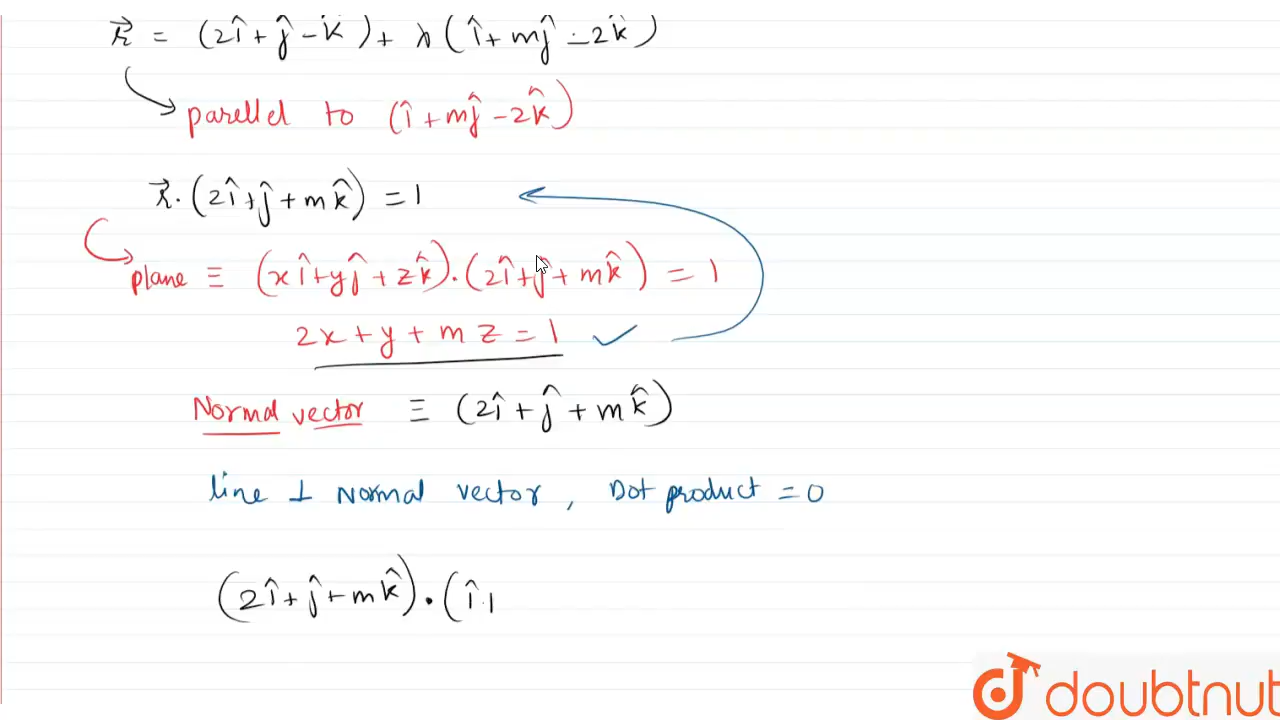 r⃗ = (2î + ĵ - k̂) + λ(î + mĵ - 2k̂)
parellel to (î + mĵ - 2k̂)
r⃗.(2î + ĵ + mk̂) = 1
plane ≡ (xî + yĵ + zk̂).(2î + ĵ + mk̂) = 1
2x + y + mz = 1 ✓
Normal vector ≡ (2î + ĵ + mk̂)
line ⊥ Normal vector, Dot product = 0
(2î + ĵ + mk̂).(î
doubtnut